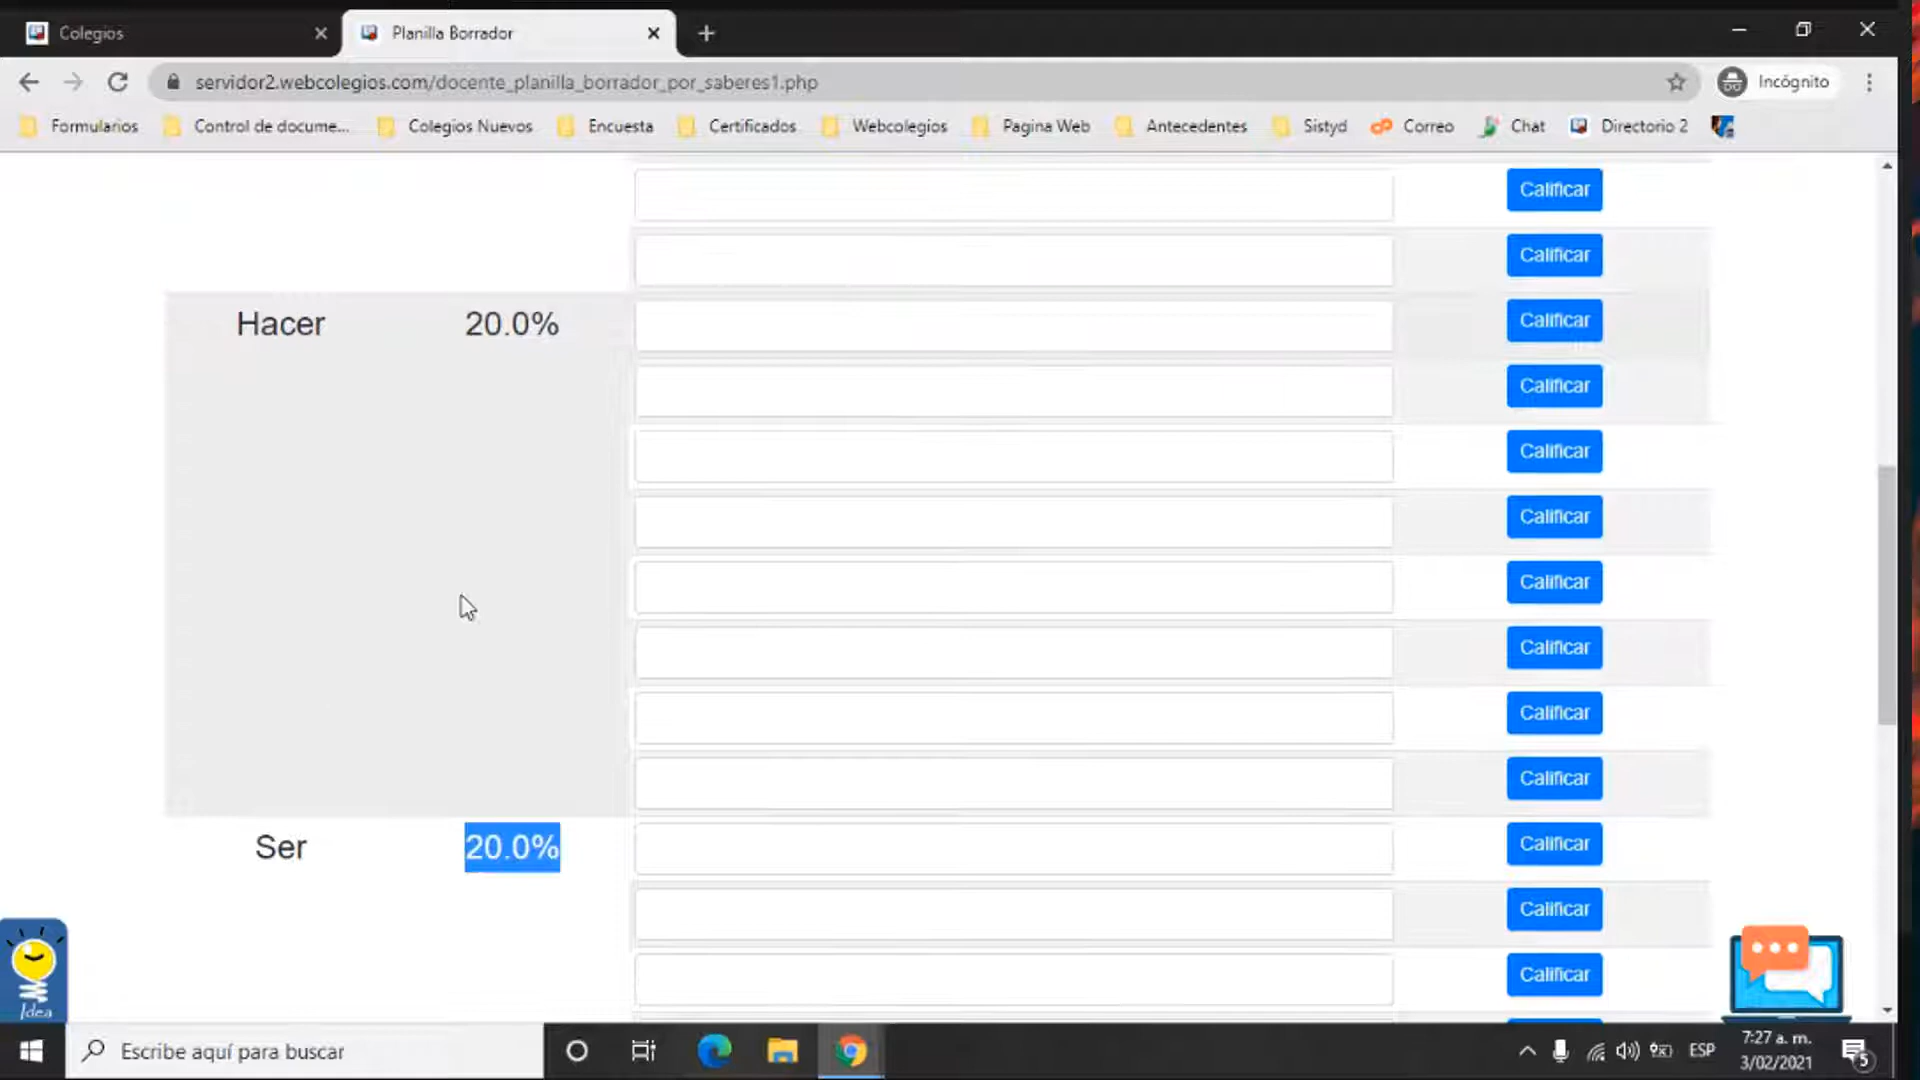 Colegios
Planilla Borrador
servidor2.webcolegios.com/docente_planilla_borrador_por_saberes1.php
Incógnito
Formularios
Control de docume...
Colegios Nuevos
Encuesta
Certificados
Webcolegios
Pagina Web
Antecedentes
Sistyd
Correo
Chat
Directorio 2
Calificar
Calificar
Hacer 20.0% Calificar
Calificar
Calificar
Calificar
Calificar
Calificar
Calificar
Calificar
Ser 20.0% Calificar
Calificar
Calificar
Idea
Escribe aquí para buscar
ESP
7:27 a. m.
3/02/2021
5